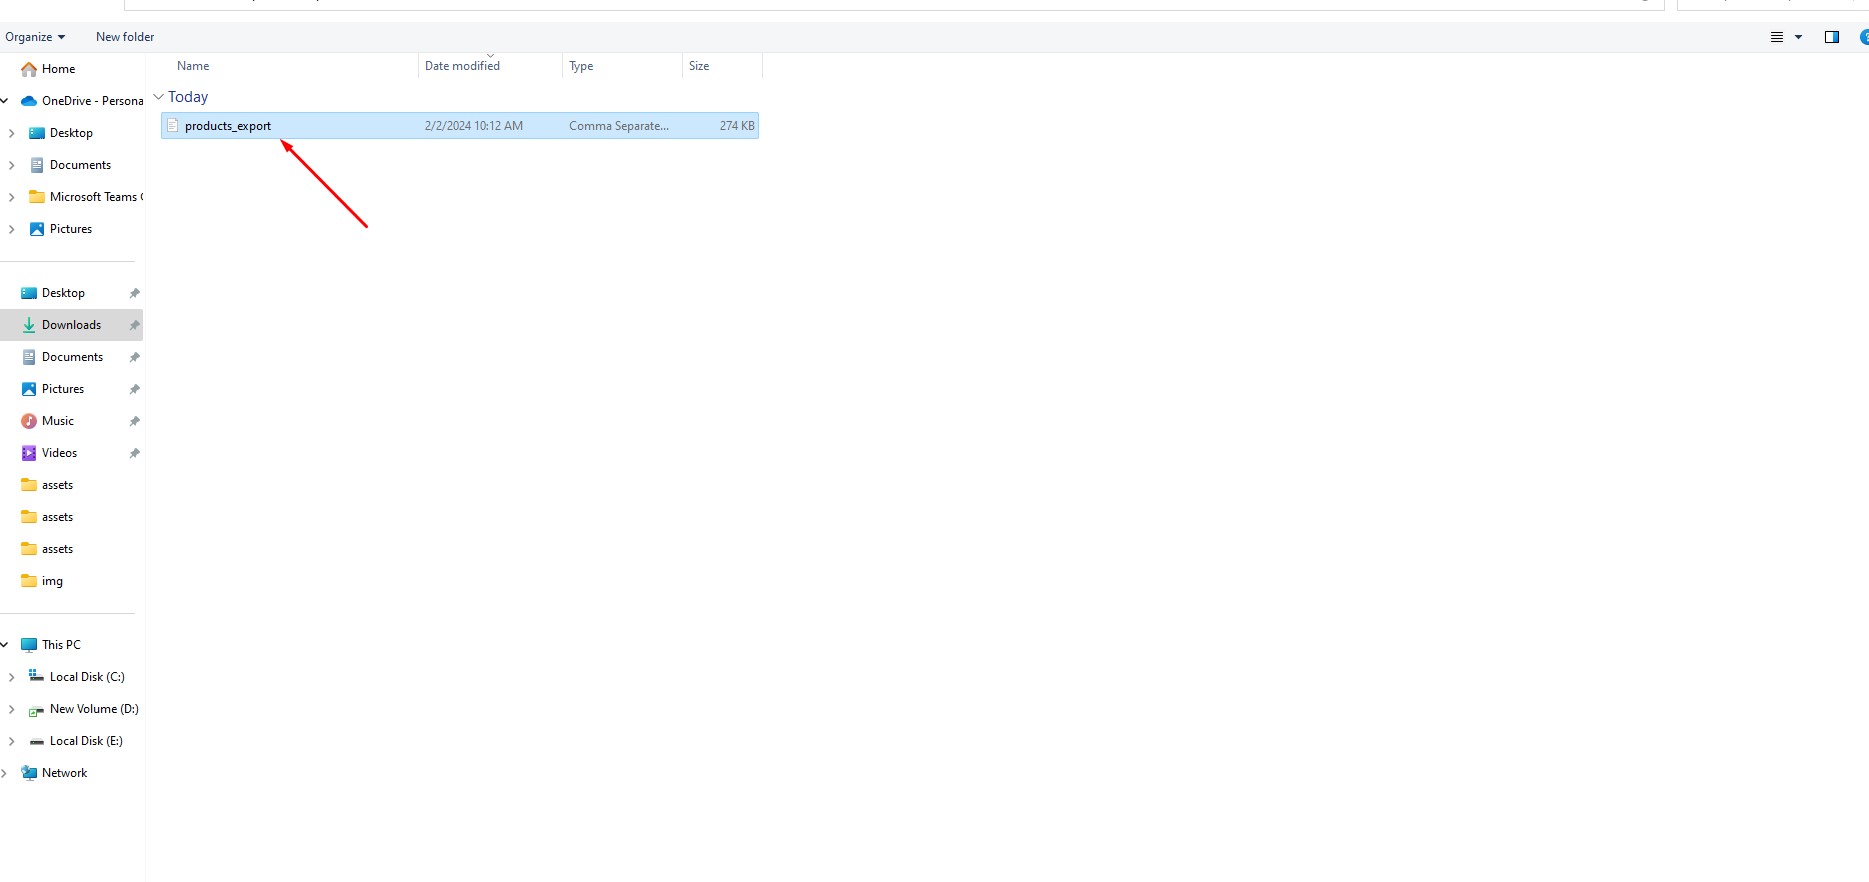 Organize
New folder
Name
Date modified
Type
Size
Today
products_export
2/2/2024 10:12 AM
Comma Separate...
274 KB
Home
OneDrive - Persona
Desktop
Documents
Microsoft Teams
Pictures
Desktop
Downloads
Documents
Pictures
Music
Videos
assets
assets
assets
img
This PC
Local Disk (C:)
New Volume (D:)
Local Disk (E:)
Network